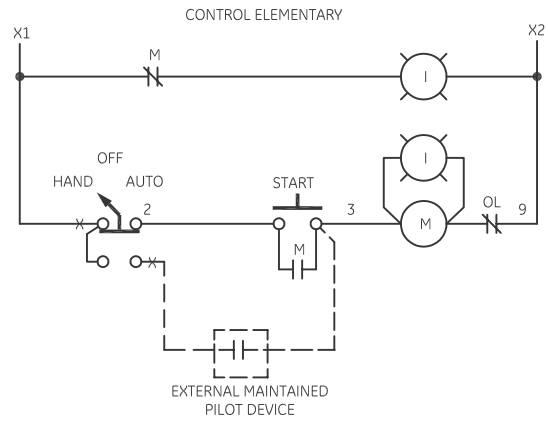 CONTROL ELEMENTARY
X1
X2
M
I
I
OFF
HAND
AUTO
START
X
2
3
M
OL
9
M
X
EXTERNAL MAINTAINED
PILOT DEVICE